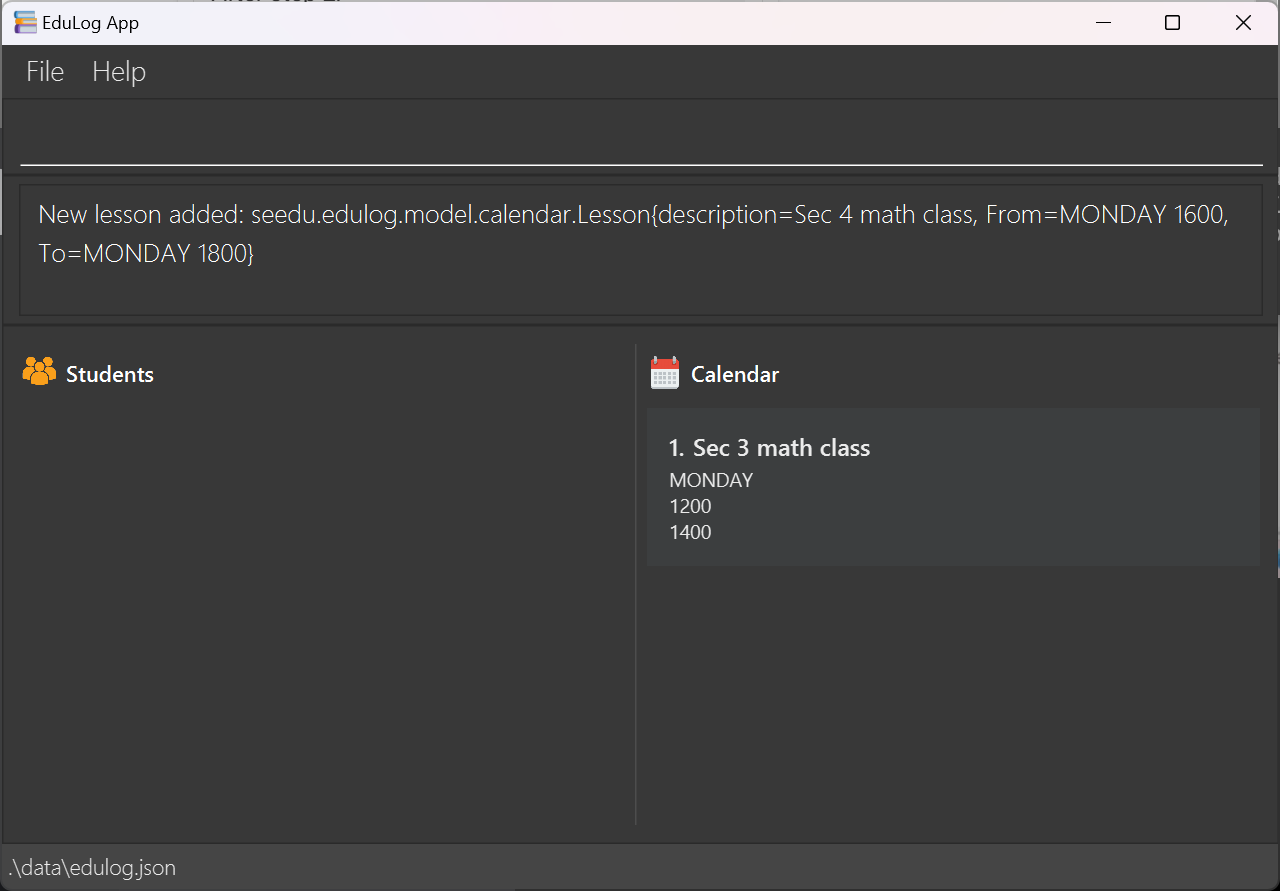 EduLog App
File Help
New lesson added: seedu.edulog.model.calendar.Lesson{description=Sec 4 math class, From=MONDAY 1600,
To=MONDAY 1800}
Students
Calendar
1. Sec 3 math class
MONDAY
1200
1400
.\data\edulog.json